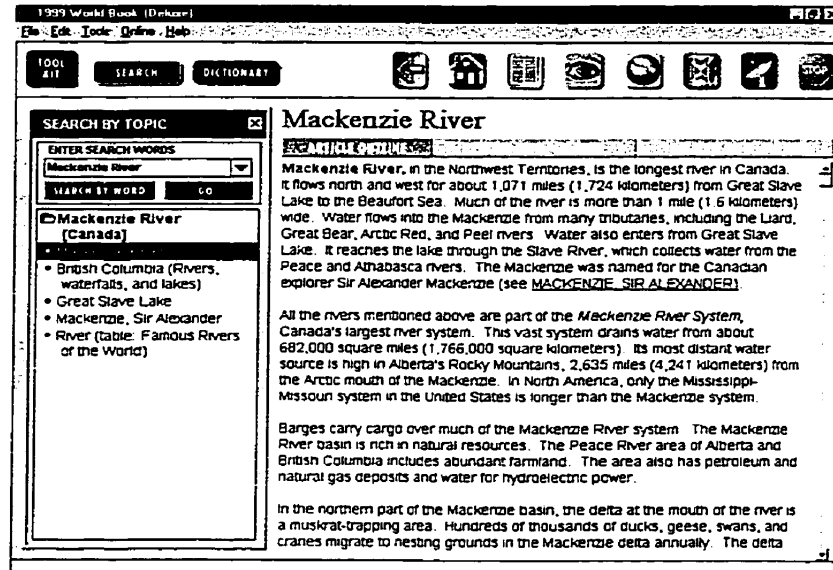 1999 World Book (Deluxe)
File Edit Tools Online Help
TOOL
KIT
SEARCH
DICTIONARY
STOP
SEARCH BY TOPIC
ENTER SEARCH WORDS
Mackenzie River
SEARCH BY WORD GO
Mackenzie River
[Canada]
• British Columbia (Rivers,
waterfalls, and lakes)
• Great Slave Lake
• Mackenzie, Sir Alexander
• River (table: Famous Rivers
of the World)
Mackenzie River
ARTICLE OUTLINE
Mackenzie River, in the Northwest Territories, is the longest river in Canada.
It flows north and west for about 1,071 miles (1,724 kilometers) from Great Slave
Lake to the Beaufort Sea. Much of the river is more than 1 mile (1.6 kilometers)
wide. Water flows into the Mackenzie from many tributaries, including the Liard,
Great Bear, Arctic Red, and Peel rivers. Water also enters from Great Slave
Lake. It reaches the lake through the Slave River, which collects water from the
Peace and Athabasca rivers. The Mackenzie was named for the Canadian
explorer Sir Alexander Mackenzie (see MACKENZIE, SIR ALEXANDER).
All the rivers mentioned above are part of the Mackenzie River System,
Canada's largest river system. This vast system drains water from about
682,000 square miles (1,766,000 square kilometers). Its most distant water
source is high in Alberta's Rocky Mountains, 2,635 miles (4,241 kilometers) from
the Arctic mouth of the Mackenzie. In North America, only the Mississippi-
Missouri system in the United States is longer than the Mackenzie system.
Barges carry cargo over much of the Mackenzie River system. The Mackenzie
River basin is rich in natural resources. The Peace River area of Alberta and
British Columbia includes abundant farmland. The area also has petroleum and
natural gas deposits and water for hydroelectric power.
In the northern part of the Mackenzie basin, the delta at the mouth of the river is
a muskrat-trapping area. Hundreds of thousands of ducks, geese, swans, and
cranes migrate to nesting grounds in the Mackenzie delta annually. The delta